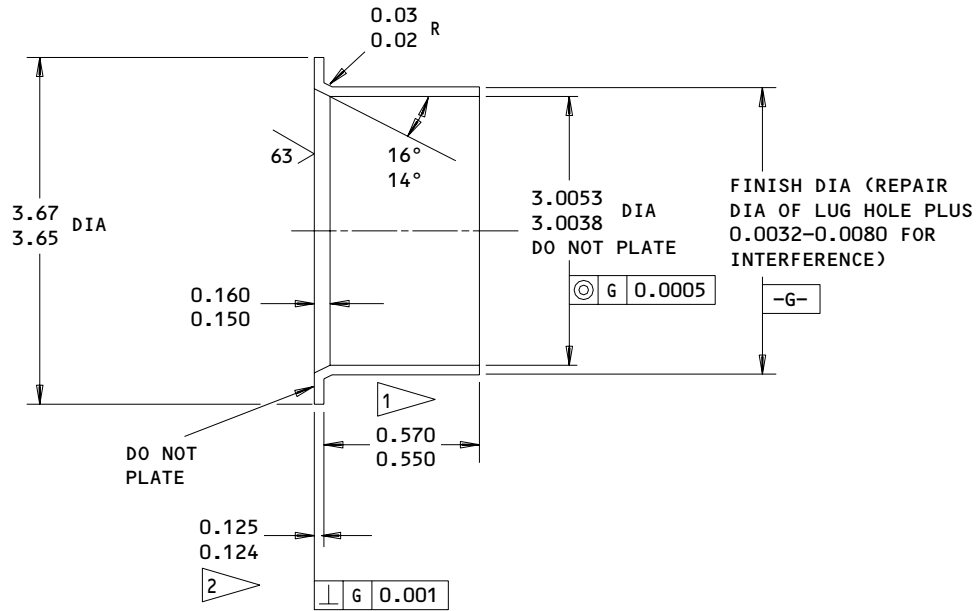 0.03
0.02 R
63
16°
14°
3.67
3.65 DIA
3.0053
3.0038 DIA
DO NOT PLATE
◎ G 0.0005
FINISH DIA (REPAIR
DIA OF LUG HOLE PLUS
0.0032-0.0080 FOR
INTERFERENCE)
-G-
0.160
0.150
1
0.570
0.550
DO NOT
PLATE
0.125
0.124
2
⊥ G 0.001